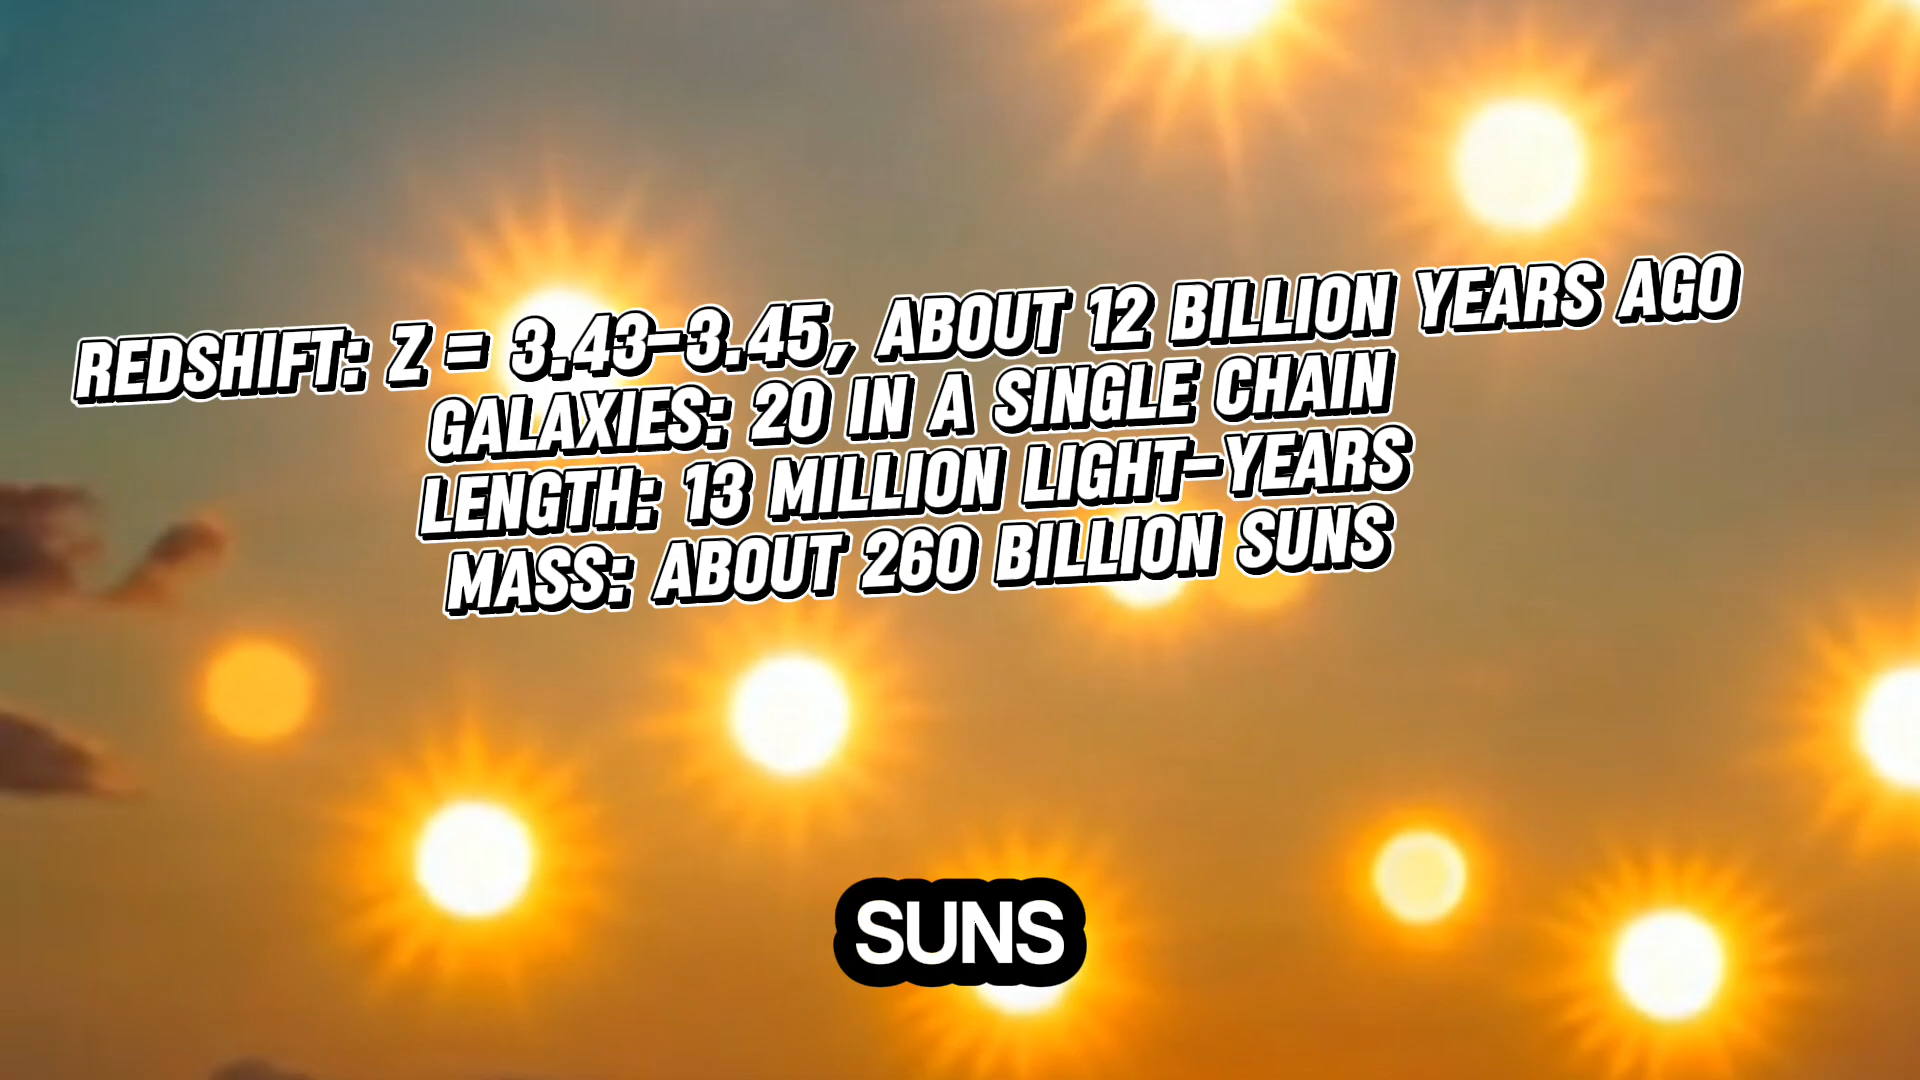 REDSHIFT: Z = 3.43-3.45, ABOUT 12 BILLION YEARS AGO
GALAXIES: 20 IN A SINGLE CHAIN
LENGTH: 13 MILLION LIGHT-YEARS
MASS: ABOUT 260 BILLION SUNS
SUNS